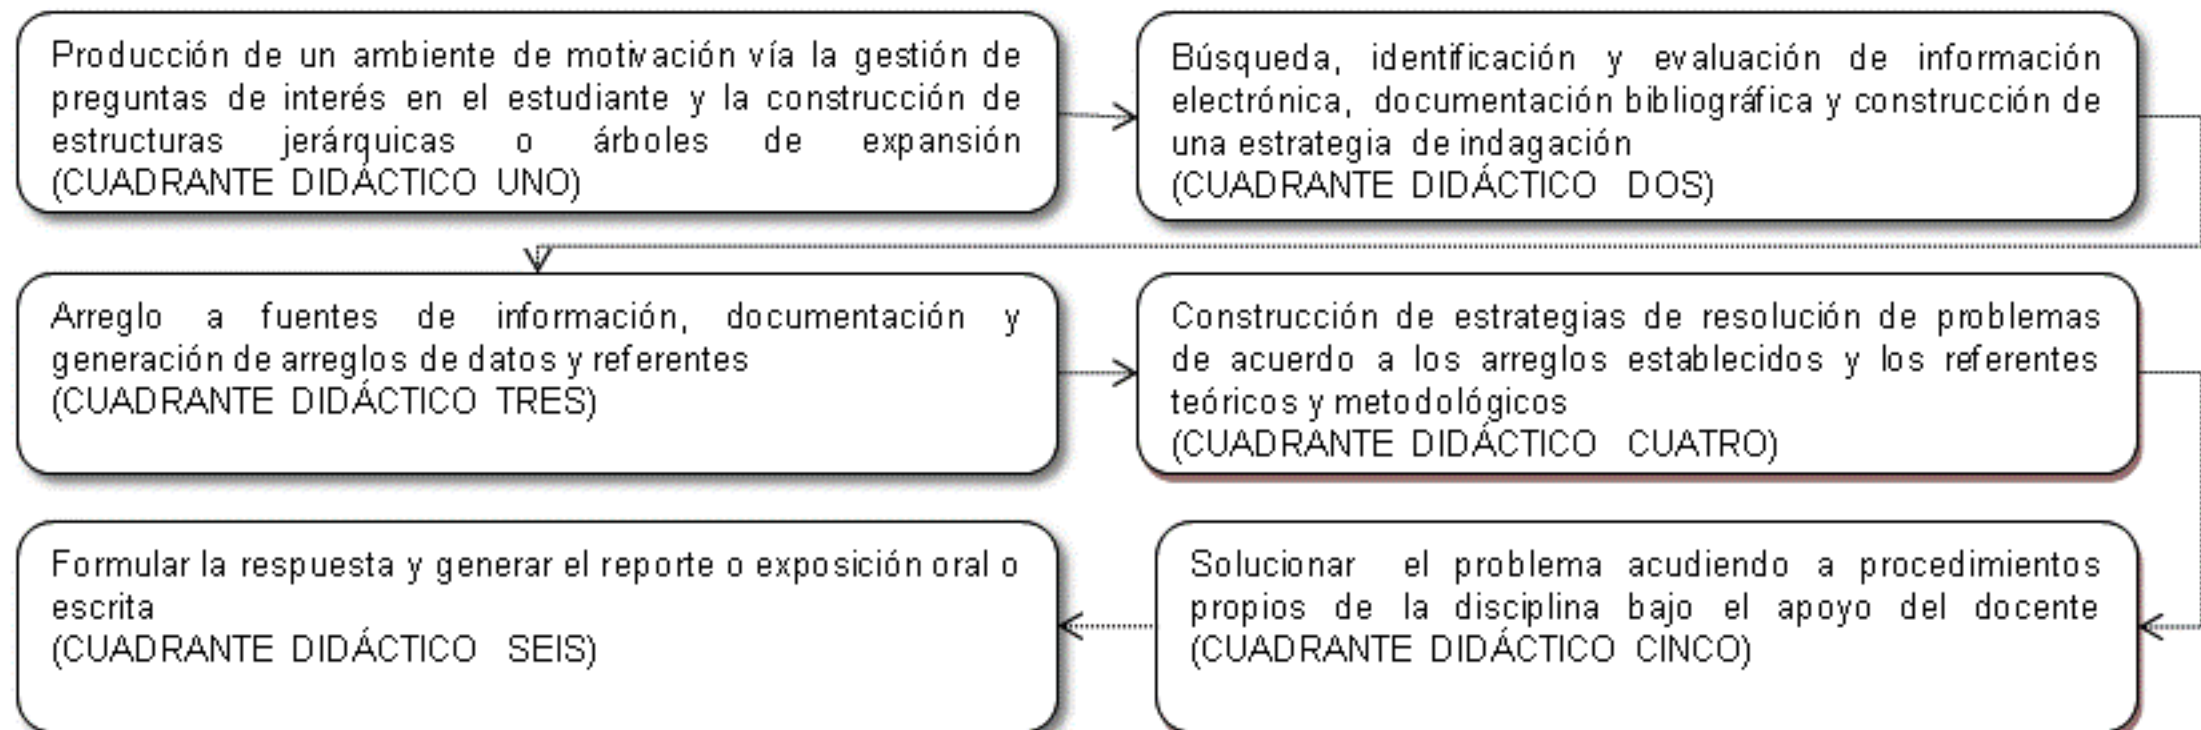 Producción de un ambiente de motivación vía la gestión de
preguntas de interés en el estudiante y la construcción de
estructuras jerárquicas o árboles de expansión
(CUADRANTE DIDÁCTICO UNO)
Búsqueda, identificación y evaluación de información
electrónica, documentación bibliográfica y construcción de
una estrategia de indagación
(CUADRANTE DIDÁCTICO DOS)
Arreglo a fuentes de información, documentación y
generación de arreglos de datos y referentes
(CUADRANTE DIDÁCTICO TRES)
Construcción de estrategias de resolución de problemas
de acuerdo a los arreglos establecidos y los referentes
teóricos y metodológicos
(CUADRANTE DIDÁCTICO CUATRO)
Solucionar el problema acudiendo a procedimientos
propios de la disciplina bajo el apoyo del docente
(CUADRANTE DIDÁCTICO CINCO)
Formular la respuesta y generar el reporte o exposición oral o
escrita
(CUADRANTE DIDÁCTICO SEIS)